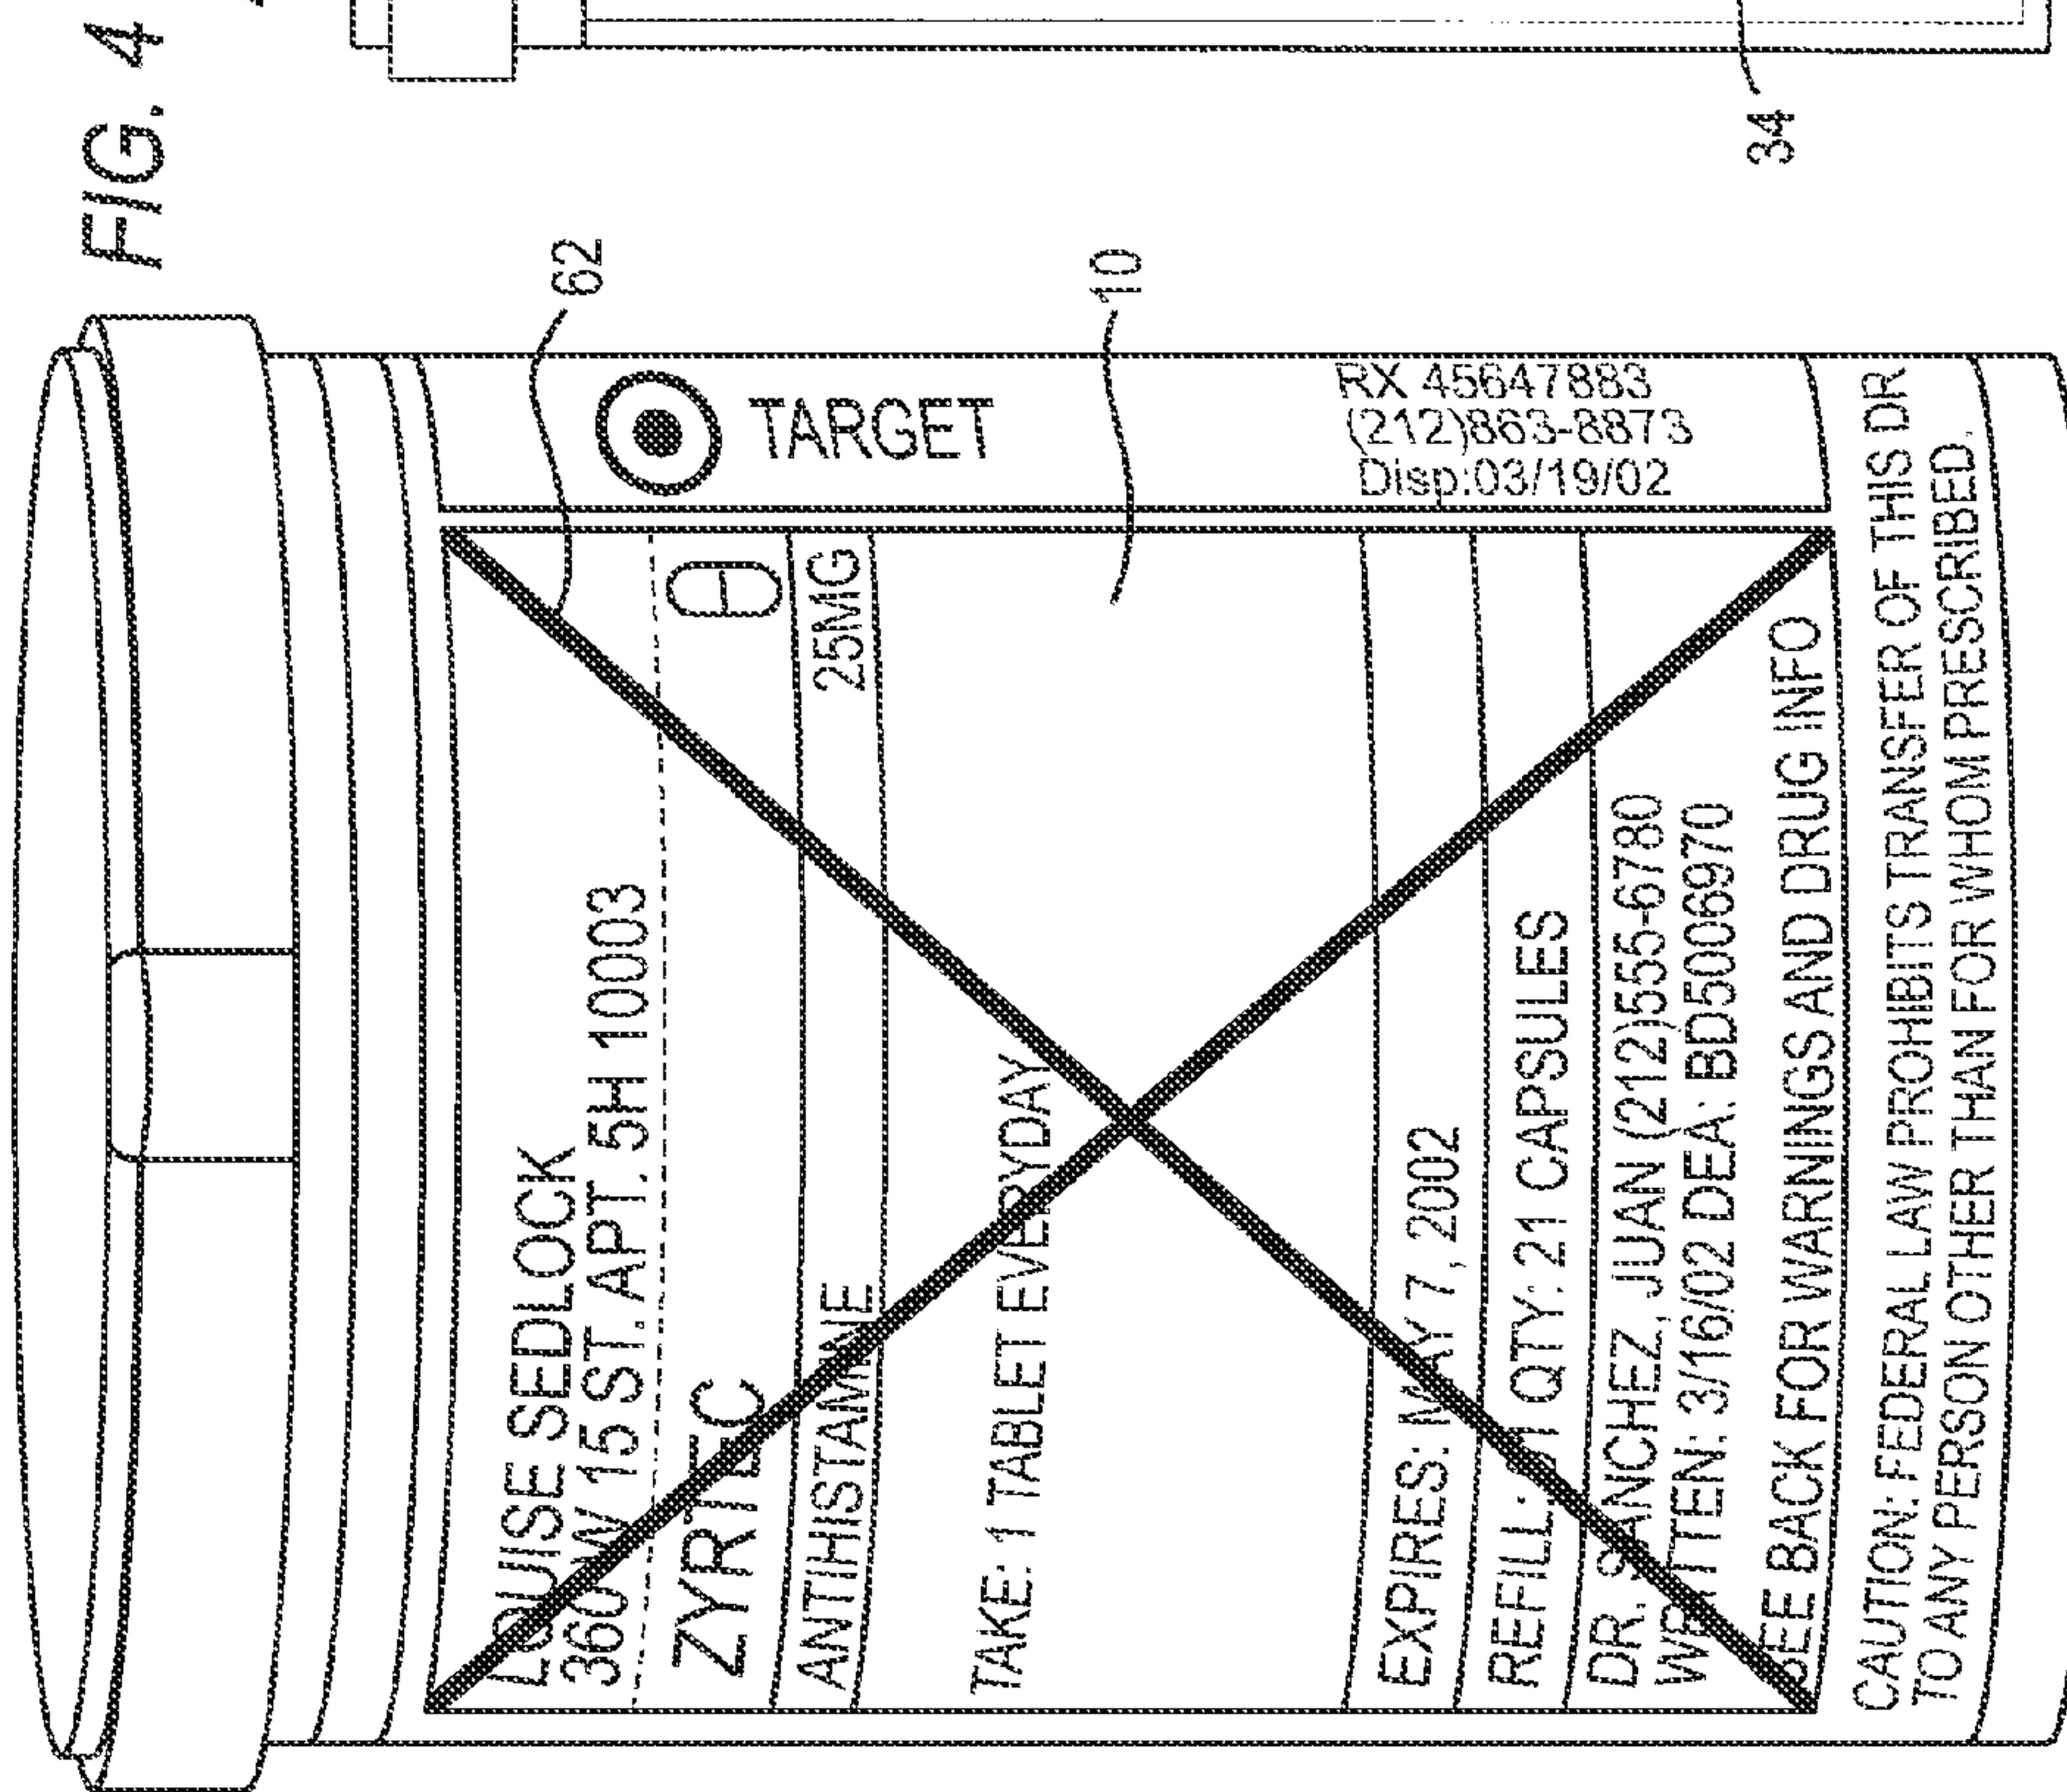 FIG. 4
62
10
34
LOUISE SEDLOCK
360 W 15 ST. APT. 5H 10003
ZYRTEC
ANTIHISTAMINE 25MG
TAKE: 1 TABLET EVERYDAY
EXPIRES: MAY 7, 2002
REFILL: 1 QTY: 21 CAPSULES
DR. SANCHEZ, JUAN (212)555-6780
WRITTEN: 3/16/02 DEA: BD5006970
SEE BACK FOR WARNINGS AND DRUG INFO
TARGET
RX 45647883
(212)863-8873
Disp:03/19/02
CAUTION: FEDERAL LAW PROHIBITS TRANSFER OF THIS DR
TO ANY PERSON OTHER THAN FOR WHOM PRESCRIBED.